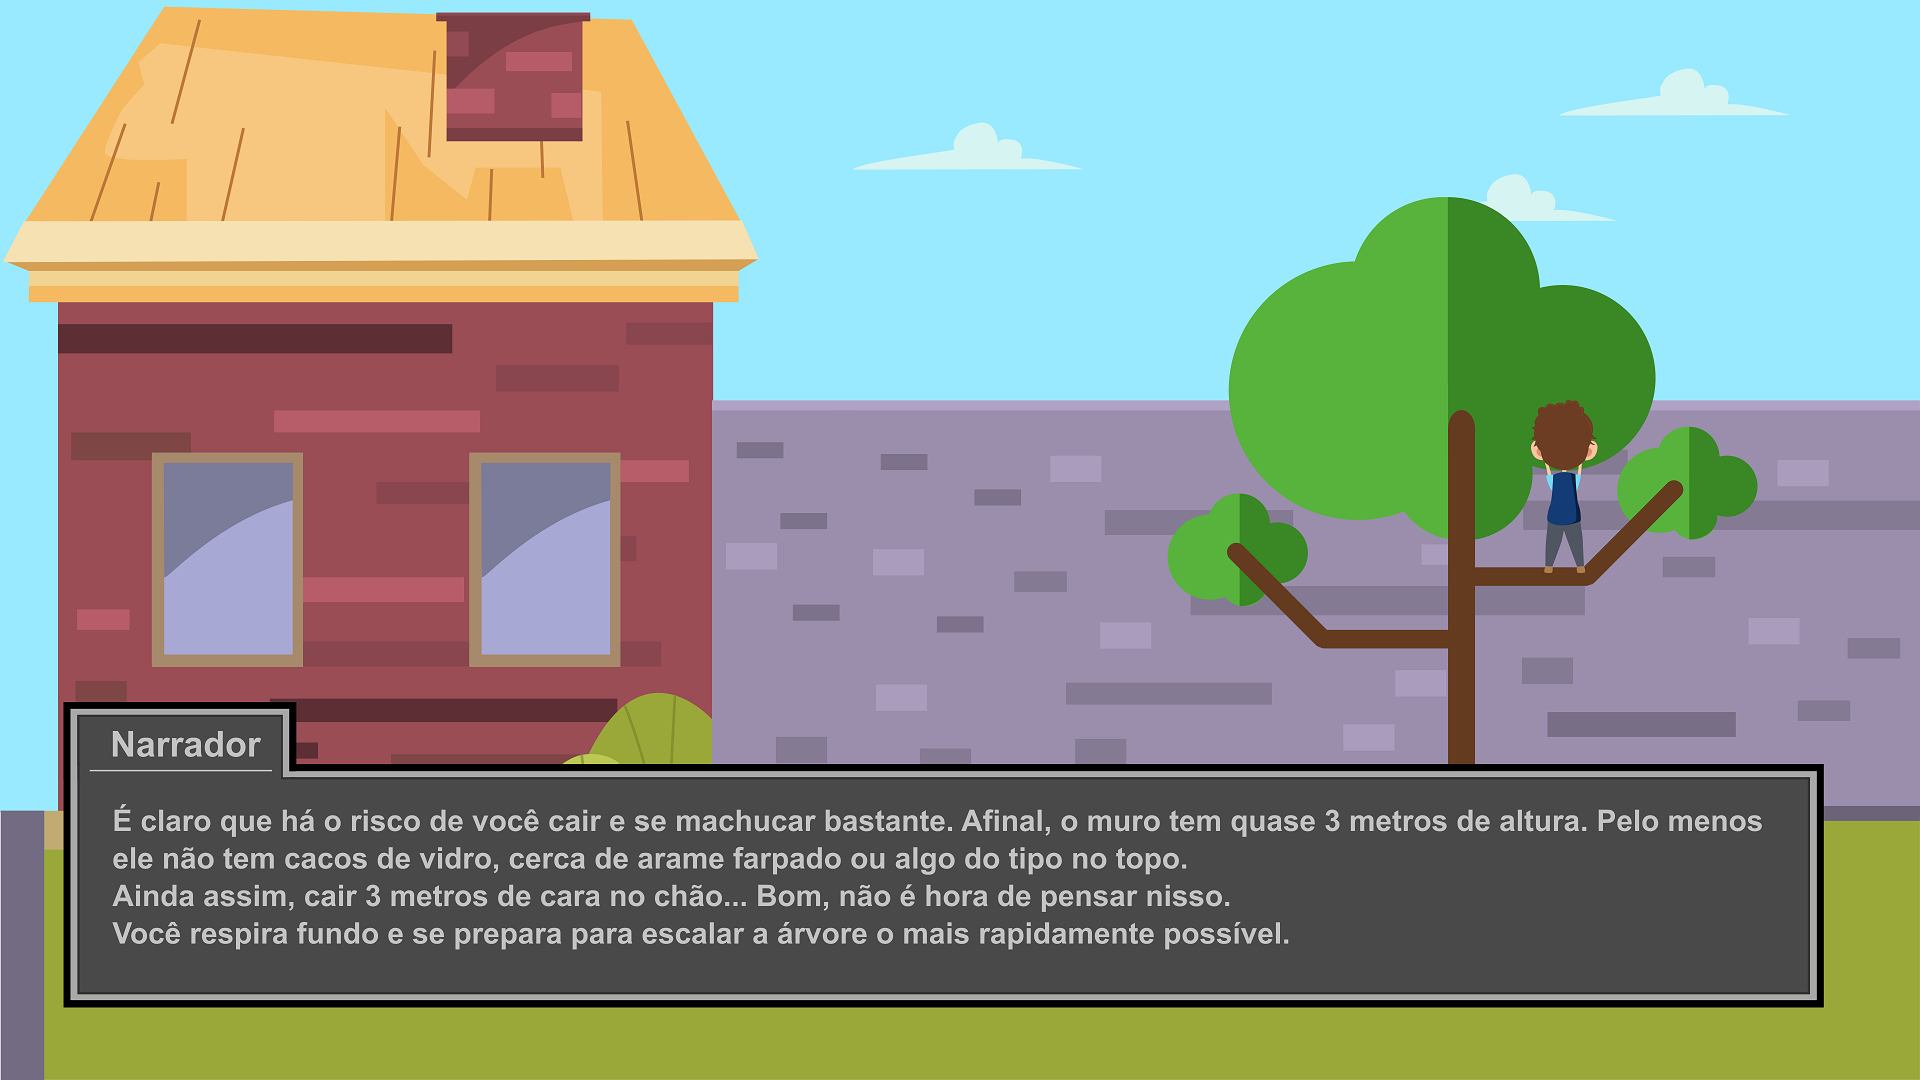 Narrador
É claro que há o risco de você cair e se machucar bastante. Afinal, o muro tem quase 3 metros de altura. Pelo menos
ele não tem cacos de vidro, cerca de arame farpado ou algo do tipo no topo.
Ainda assim, cair 3 metros de cara no chão... Bom, não é hora de pensar nisso.
Você respira fundo e se prepara para escalar a árvore o mais rapidamente possível.